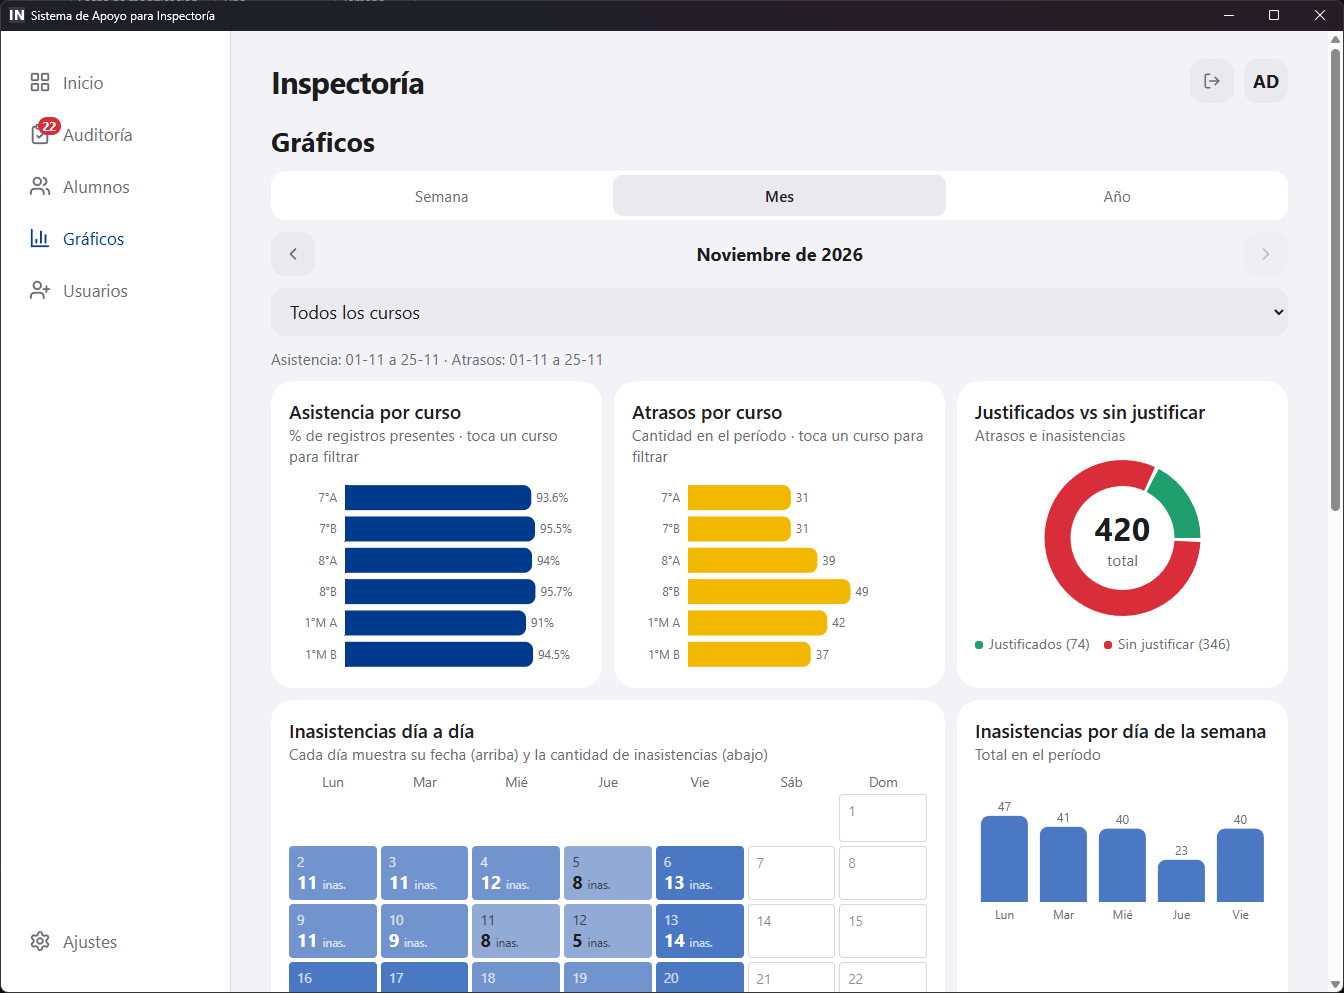 IN Sistema de Apoyo para Inspectoría
Inicio
22
Auditoría
Alumnos
Gráficos
Usuarios
Ajustes
Inspectoría
AD
Gráficos
Semana Mes Año
Noviembre de 2026
Todos los cursos
Asistencia: 01-11 a 25-11 · Atrasos: 01-11 a 25-11
Asistencia por curso
% de registros presentes · toca un curso
para filtrar
7°A 93.6%
7°B 95.5%
8°A 94%
8°B 95.7%
1°M A 91%
1°M B 94.5%
Atrasos por curso
Cantidad en el período · toca un curso para
filtrar
7°A 31
7°B 31
8°A 39
8°B 49
1°M A 42
1°M B 37
Justificados vs sin justificar
Atrasos e inasistencias
420
total
Justificados (74) Sin justificar (346)
Inasistencias día a día
Cada día muestra su fecha (arriba) y la cantidad de inasistencias (abajo)
Lun Mar Mié Jue Vie Sáb Dom
1
2 3 4 5 6 7 8
11 inas. 11 inas. 12 inas. 8 inas. 13 inas.
9 10 11 12 13 14 15
11 inas. 9 inas. 8 inas. 5 inas. 14 inas.
16 17 18 19 20 21 22
Inasistencias por día de la semana
Total en el período
47 41 40 23 40
Lun Mar Mié Jue Vie